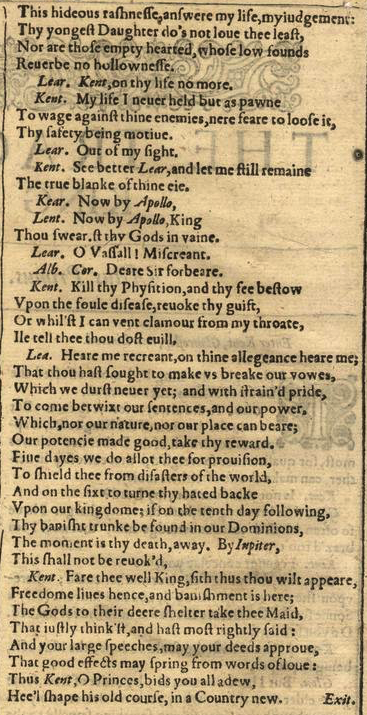 This hideous rashnesse, answere my life, my iudgement:
Thy yongest Daughter do's not loue thee least,
Nor are those empty hearted, whose low sounds
Reuerbe no hollownesse.
Lear. Kent, on thy life no more.
Kent. My life I neuer held but as pawne
To wage against thine enemies, nere feare to loose it,
Thy safety being motiue.
Lear. Out of my sight.
Kent. See better Lear, and let me still remaine
The true blanke of thine eie.
Kear. Now by Apollo,
Lent. Now by Apollo, King
Thou swear.st thy Gods in vaine.
Lear. O Vassall! Miscreant.
Alb. Cor. Deare Sir forbeare.
Kent. Kill thy Physition, and thy fee bestow
Vpon the foule disease, reuoke thy guift,
Or whil'st I can vent clamour from my throate,
Ile tell thee thou dost euill.
Lea. Heare me recreant, on thine allegeance heare me;
That thou hast sought to make vs breake our vowes,
Which we durst neuer yet; and with strain'd pride,
To come betwixt our sentences, and our power,
Which, nor our nature, nor our place can beare;
Our potencie made good, take thy reward.
Fiue dayes we do allot thee for prouision,
To shield thee from disasters of the world,
And on the sixt to turne thy hated backe
Vpon our kingdome; if on the tenth day following,
Thy banisht trunke be found in our Dominions,
The moment is thy death, away. By Iupiter,
This shall not be reuok'd,
Kent. Fare thee well King, sith thus thou wilt appeare,
Freedome liues hence, and banishment is here;
The Gods to their deere shelter take thee Maid,
That iustly think'st, and hast most rightly said:
And your large speeches, may your deeds approue,
That good effects may spring from words of loue:
Thus Kent, O Princes, bids you all adew,
Hee'l shape his old course, in a Country new. Exit.